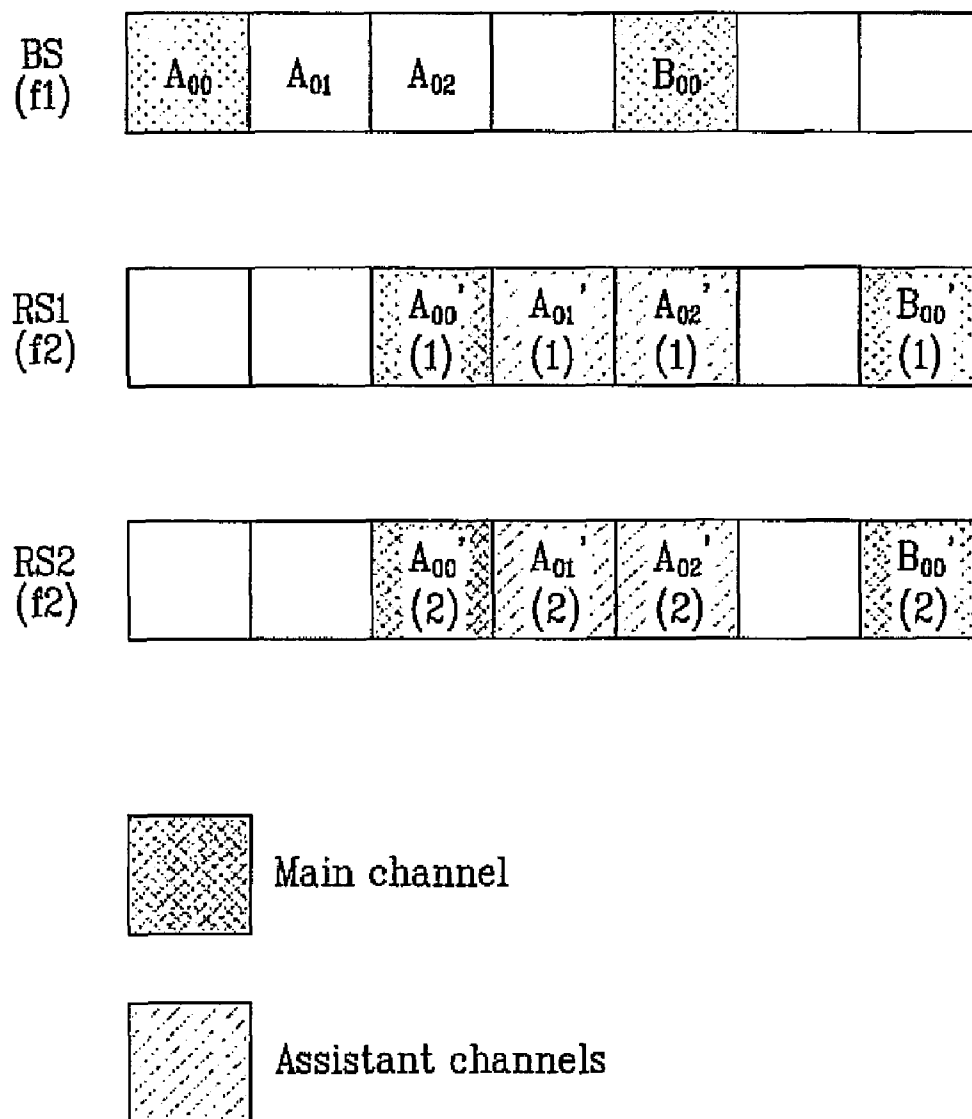 BS
(f1)
A₀₀ A₀₁ A₀₂ B₀₀
RS1
(f2)
A₀₀' A₀₁' A₀₂' B₀₀'
(1) (1) (1) (1)
RS2
(f2)
A₀₀' A₀₁' A₀₂' B₀₀'
(2) (2) (2) (2)
Main channel
Assistant channels